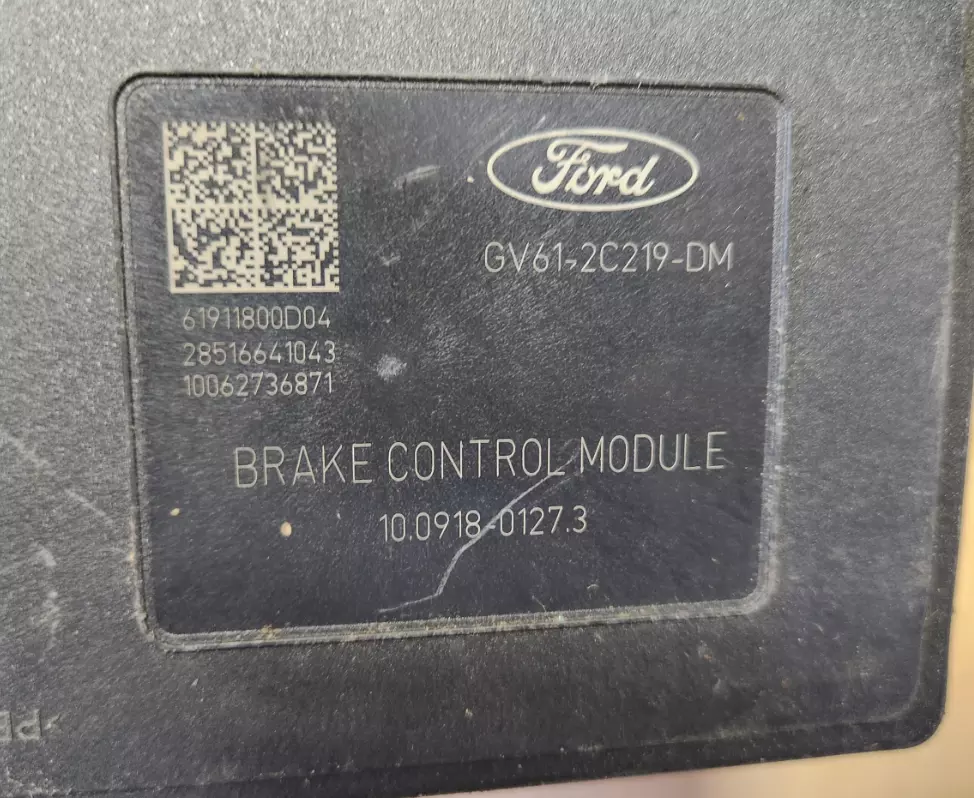 Ford
GV61-2C219-DM
61911800D04
28516641043
10062736871
BRAKE CONTROL MODULE
10.0918-0127.3